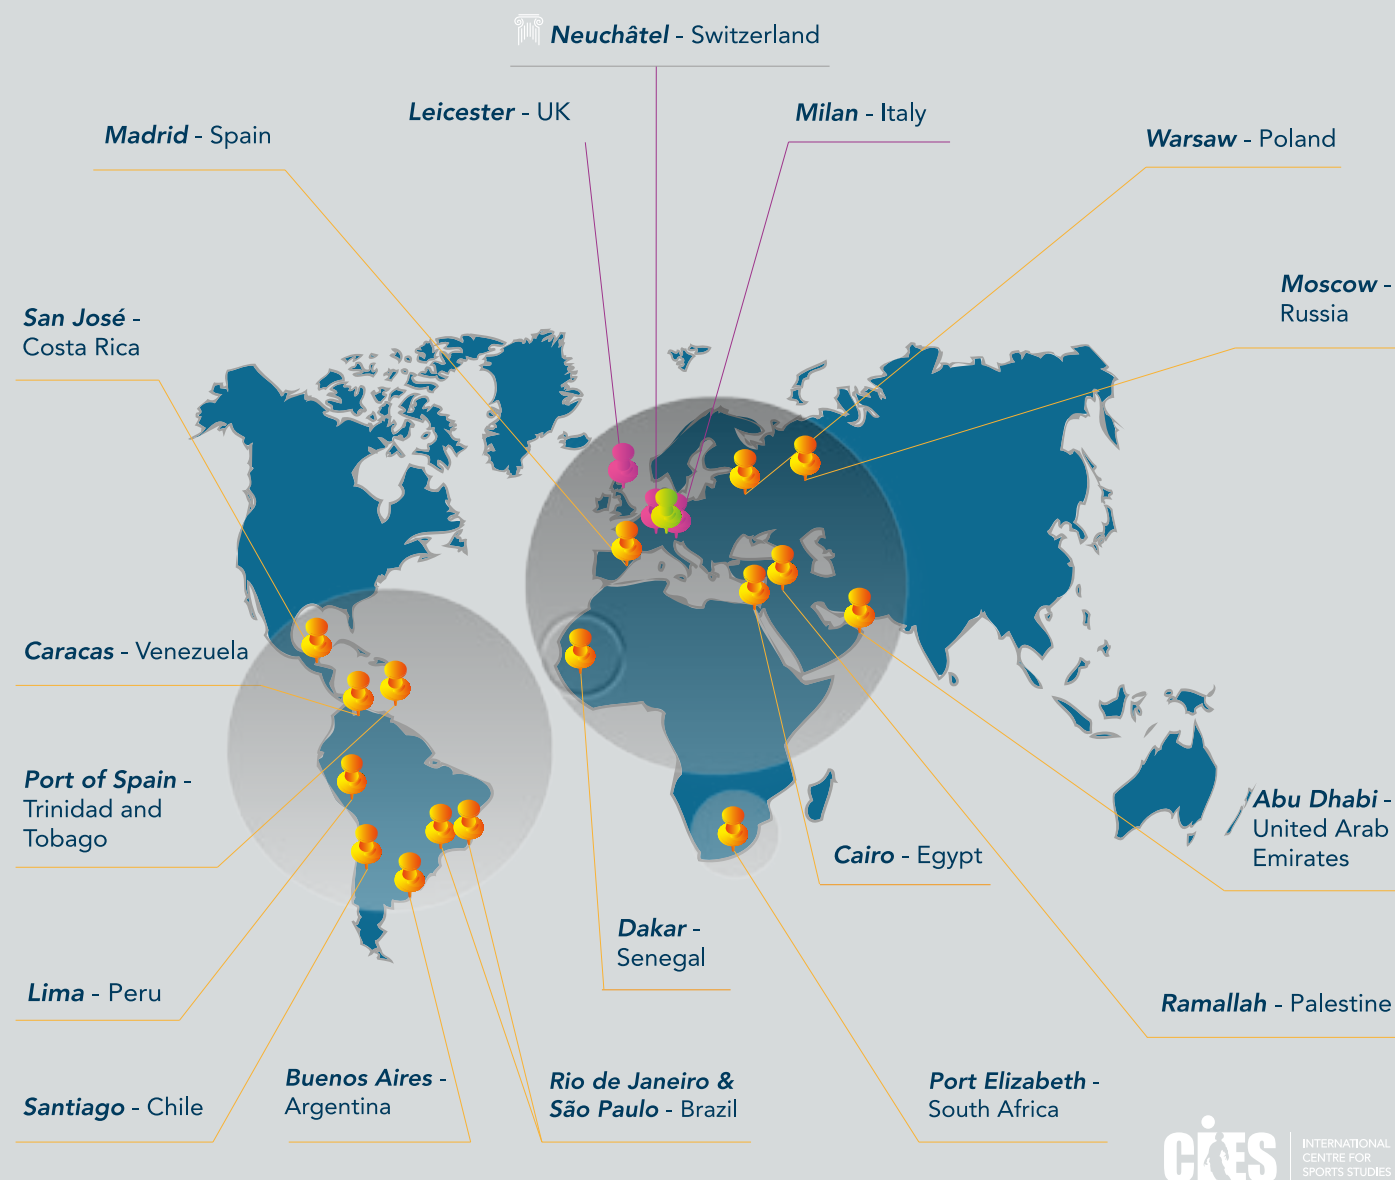 Neuchâtel - Switzerland
Leicester - UK
Milan - Italy
Madrid - Spain
Warsaw - Poland
Moscow -
Russia
San José -
Costa Rica
Caracas - Venezuela
Port of Spain -
Trinidad and
Tobago
Abu Dhabi -
United Arab
Emirates
Cairo - Egypt
Dakar -
Senegal
Lima - Peru
Ramallah - Palestine
Santiago - Chile
Buenos Aires -
Argentina
Rio de Janeiro &
São Paulo - Brazil
Port Elizabeth -
South Africa
CIES
INTERNATIONAL
CENTRE FOR
SPORTS STUDIES